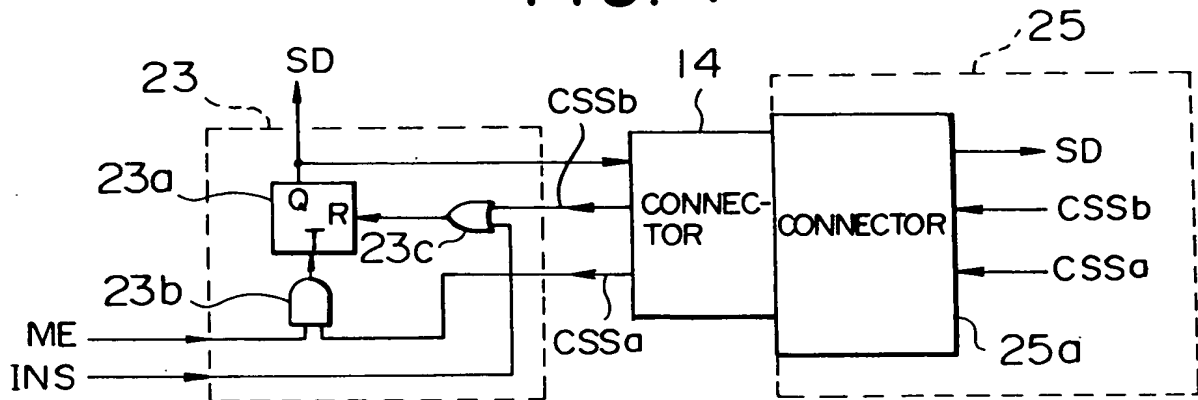 25
SD
23
14
CSSb
23a
Q
R
T
23c
CONNEC-
TOR
CONNECTOR
SD
CSSb
CSSa
23b
ME
CSSa
INS
25a